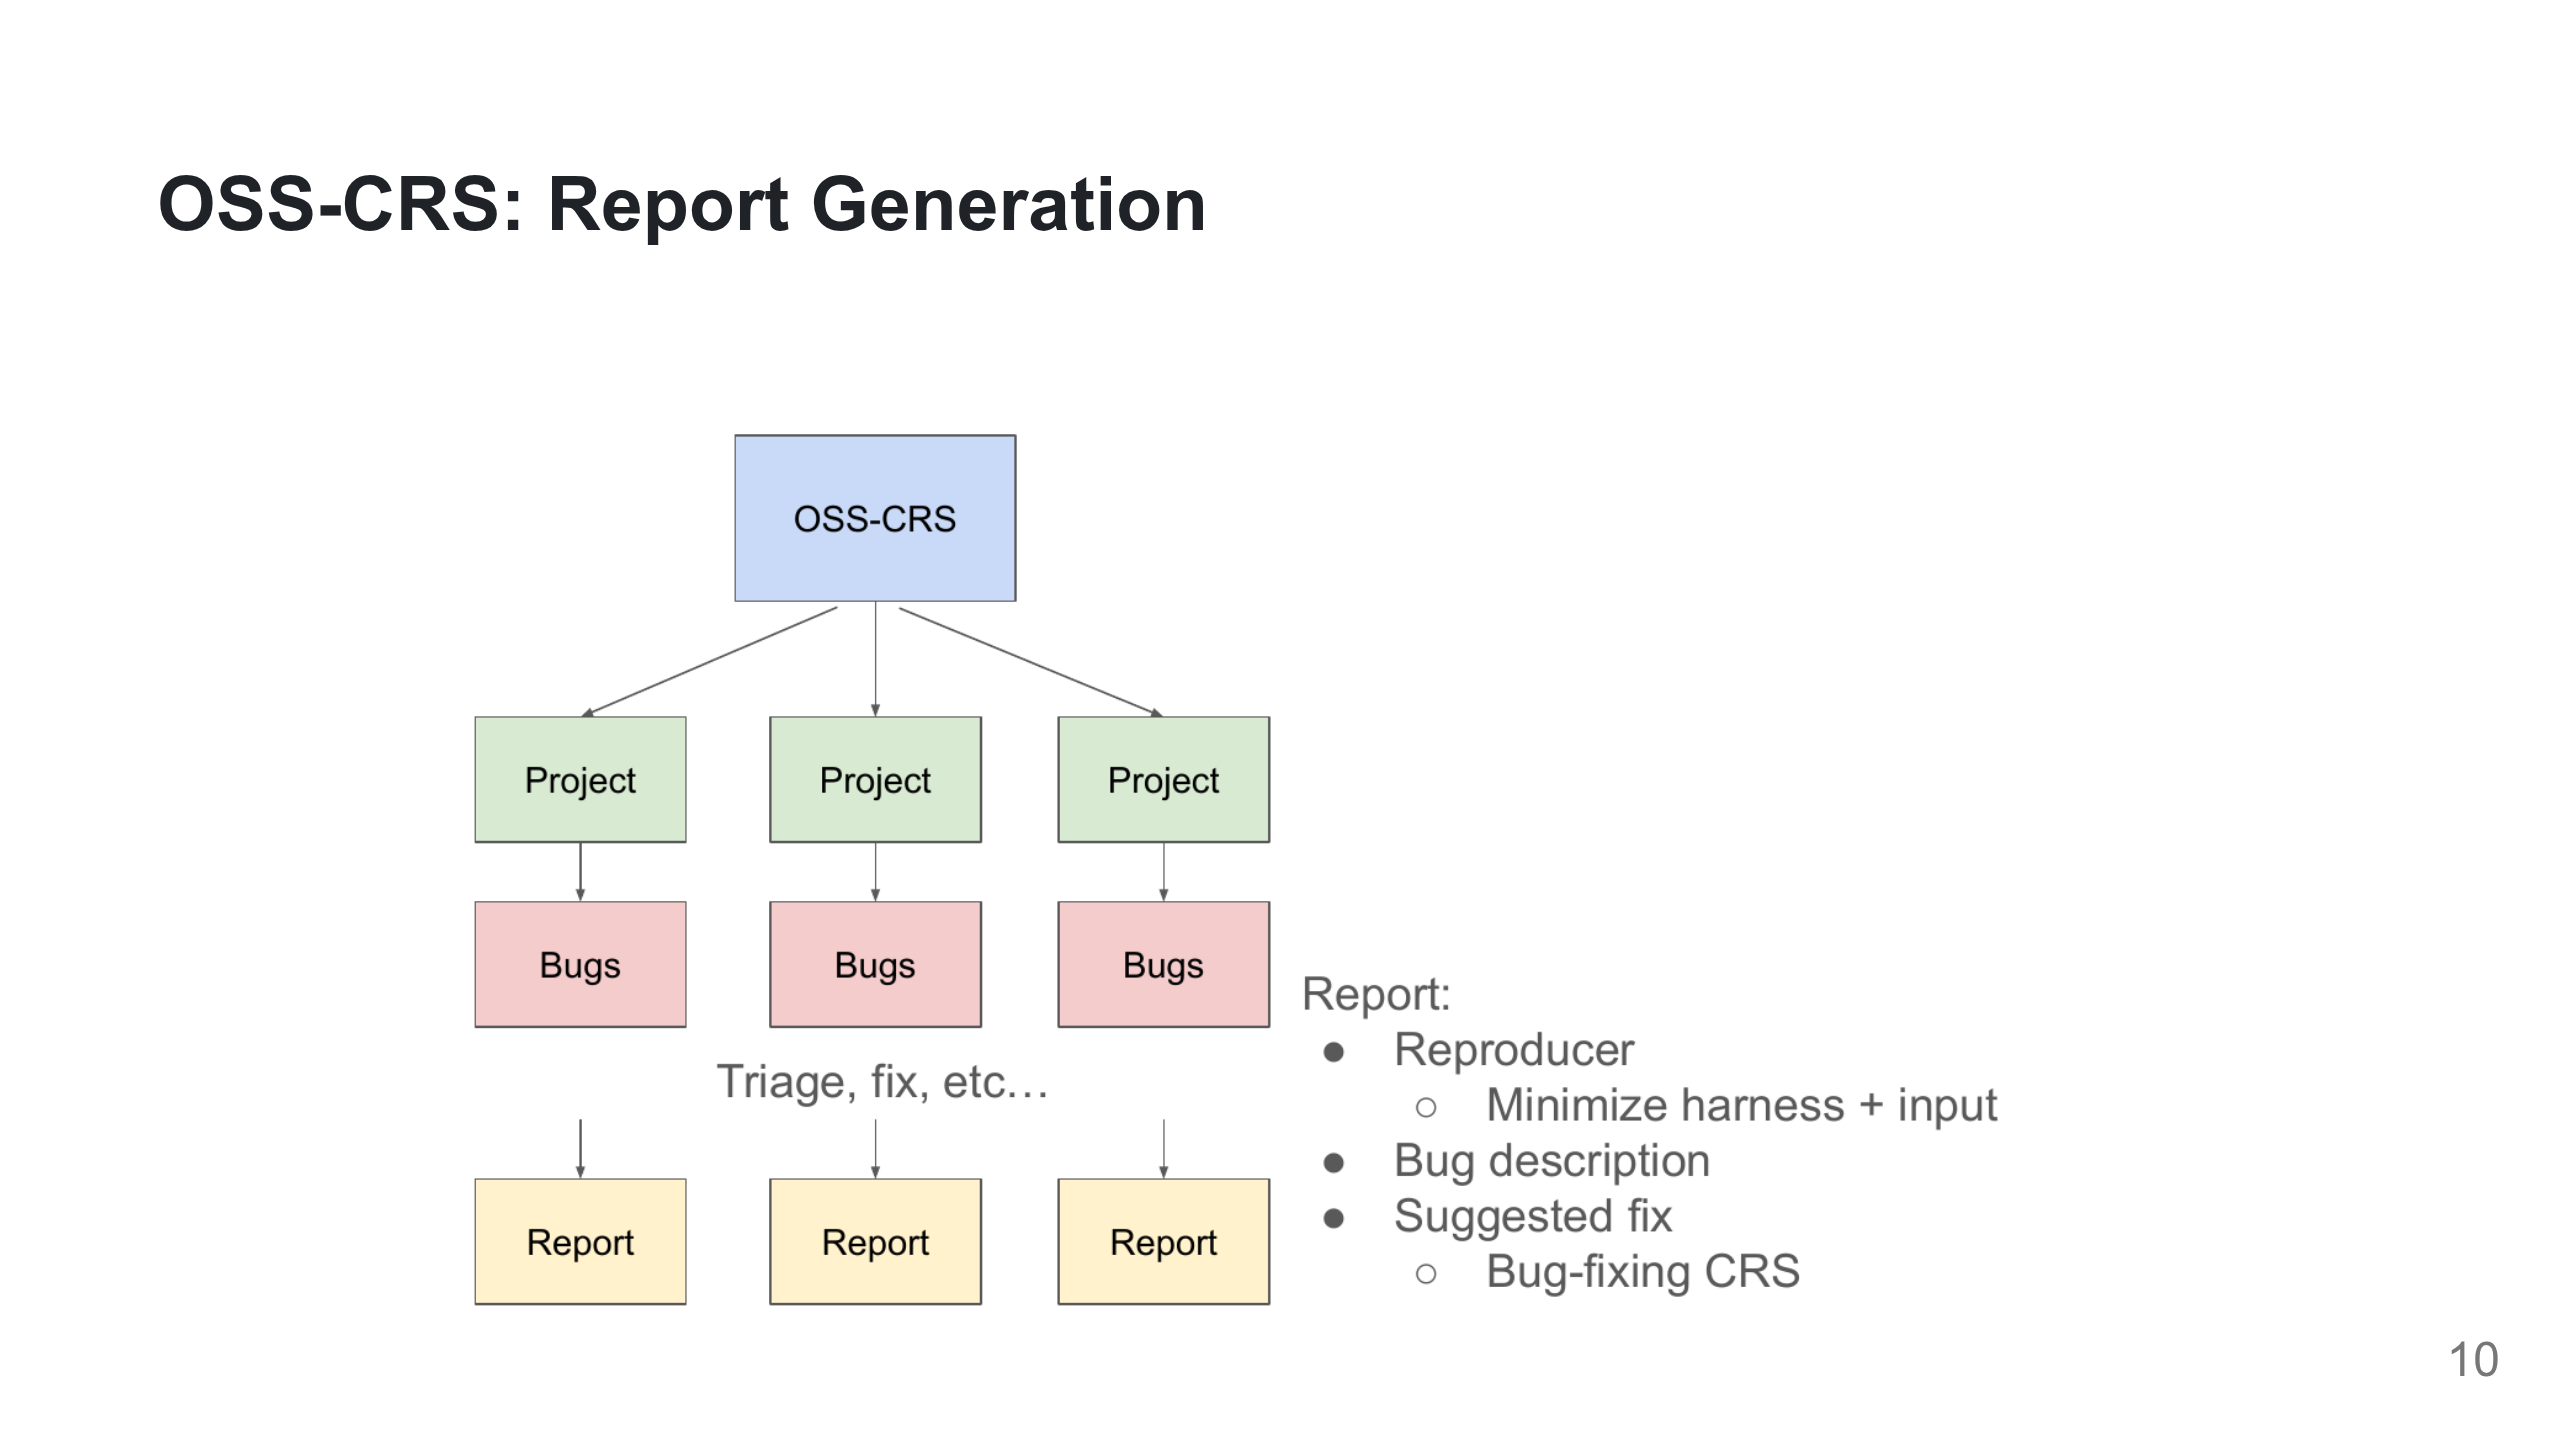 OSS-CRS: Report Generation
OSS-CRS
Project
Project
Project
Bugs
Bugs
Bugs
Triage, fix, etc…
Report
Report
Report
Report:
● Reproducer
○ Minimize harness + input
● Bug description
● Suggested fix
○ Bug-fixing CRS
10